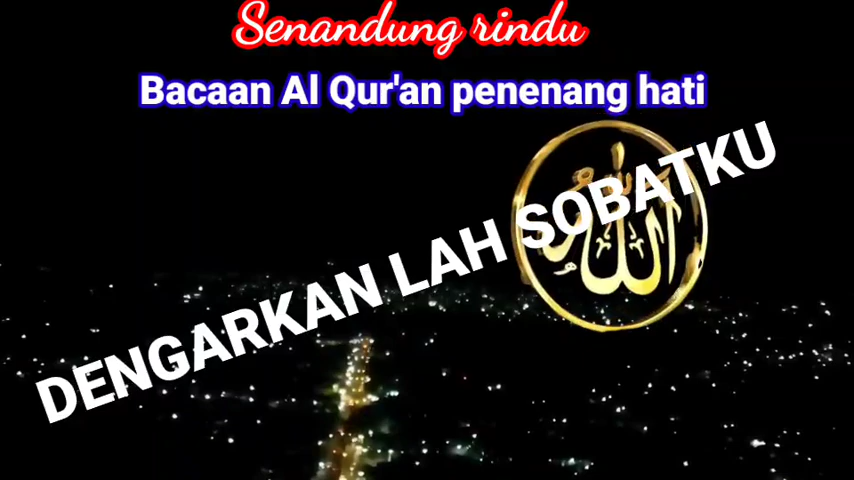 Senandung rindu
Bacaan Al Qur'an penenang hati
DENGARKAN LAH SOBATKU
الله